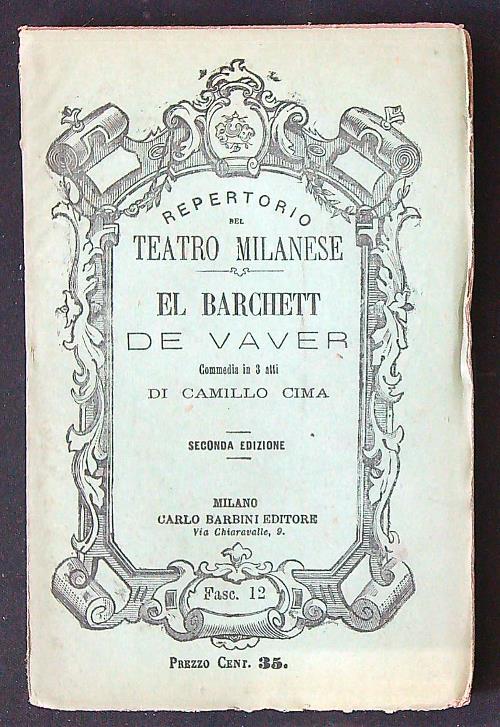 REPERTORIO
DEL
TEATRO MILANESE
EL BARCHETT
DE VAVER
Commedia in 3 atti
DI CAMILLO CIMA
SECONDA EDIZIONE
MILANO
CARLO BARBINI EDITORE
Via Chiaravalle, 9.
Fasc. 12
PREZZO CENT. 35.